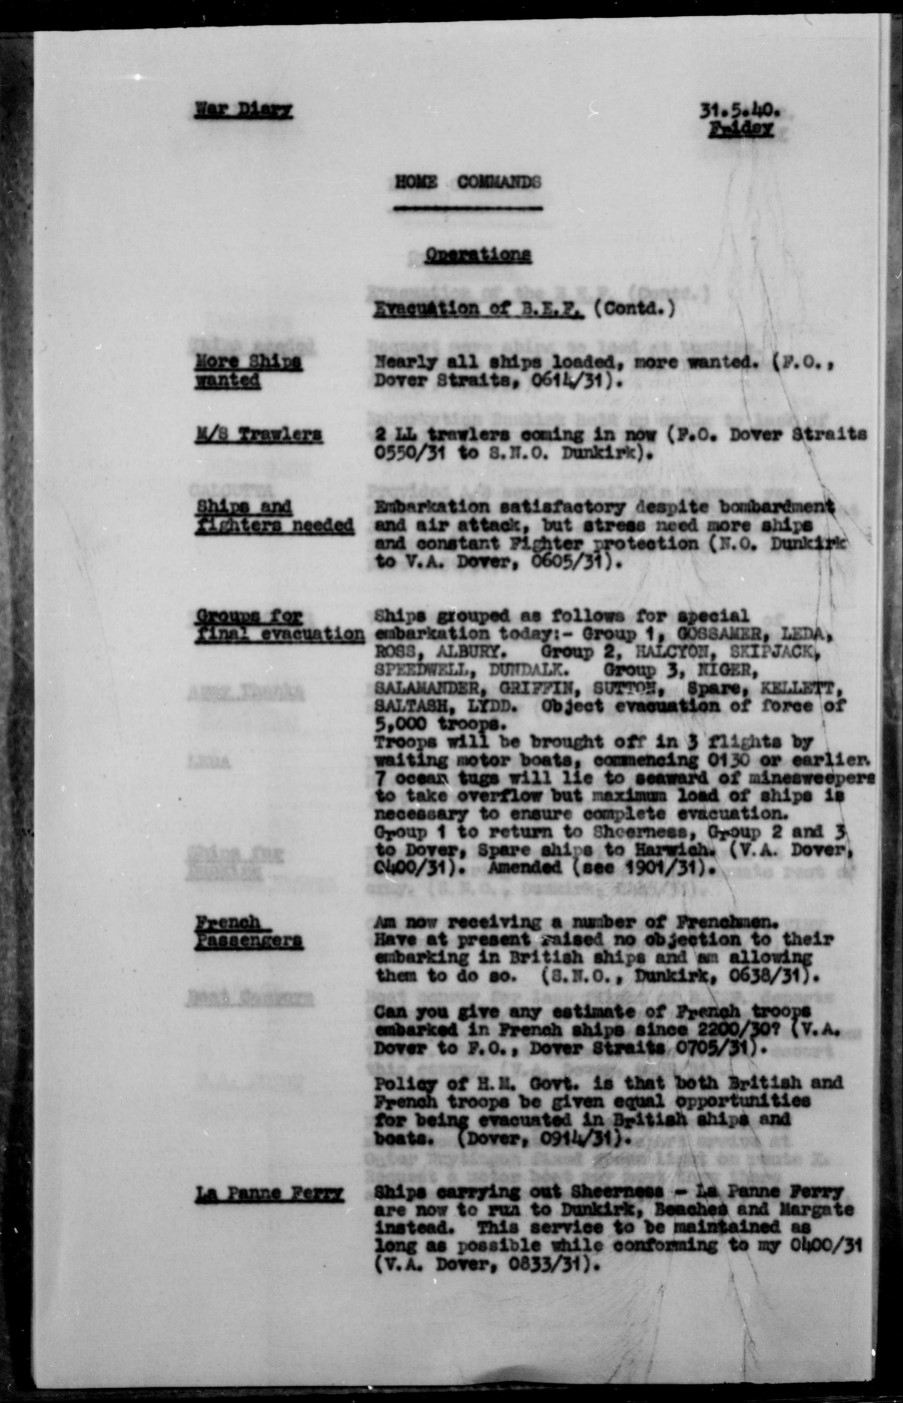 War Diary
31.5.40.
Friday
HOME COMMANDS
Operations
Evacuation of B.E.F. (Contd.)
More Ships
wanted
Nearly all ships loaded, more wanted. (F.O.,
Dover Straits, 0614/31).
M/S Trawlers
2 LL trawlers coming in now (F.O. Dover Straits
0550/31 to S.N.O. Dunkirk).
Ships and
fighters needed
Embarkation satisfactory despite bombardment
and air attack, but stress need more ships
and constant Fighter protection (N.O. Dunkirk
to V.A. Dover, 0605/31).
Groups for
final evacuation
Ships grouped as follows for special
embarkation today:- Group 1, GOSSAMER, LEDA,
ROSS, ALBURY. Group 2, HALCYON, SKIPJACK,
SPEEDWELL, DUNDALK. Group 3, NIGER,
SALAMANDER, GRIFFIN, SUTTON, Spare, KELLETT,
SALTASH, LYDD. Object evacuation of force of
5,000 troops.
Troops will be brought off in 3 flights by
waiting motor boats, commencing 0130 or earlier.
7 ocean tugs will lie to seaward of minesweepers
to take overflow but maximum load of ships is
necessary to ensure complete evacuation.
Group 1 to return to Sheerness, Group 2 and 3
to Dover, Spare ships to Harwich. (V.A. Dover,
0400/31). Amended (see 1901/31).
French
Passengers
Am now receiving a number of Frenchmen.
Have at present raised no objection to their
embarking in British ships and am allowing
them to do so. (S.N.O., Dunkirk, 0638/31).
Can you give any estimate of French troops
embarked in French ships since 2200/30? (V.A.
Dover to F.O., Dover Straits 0705/31).
Policy of H.M. Govt. is that both British and
French troops be given equal opportunities
for being evacuated in British ships and
boats. (Dover, 0914/31).
La Panne Ferry
Ships carrying out Sheerness - La Panne Ferry
are now to run to Dunkirk, Beaches and Margate
instead. This service to be maintained as
long as possible while conforming to my 0400/31
(V.A. Dover, 0833/31).